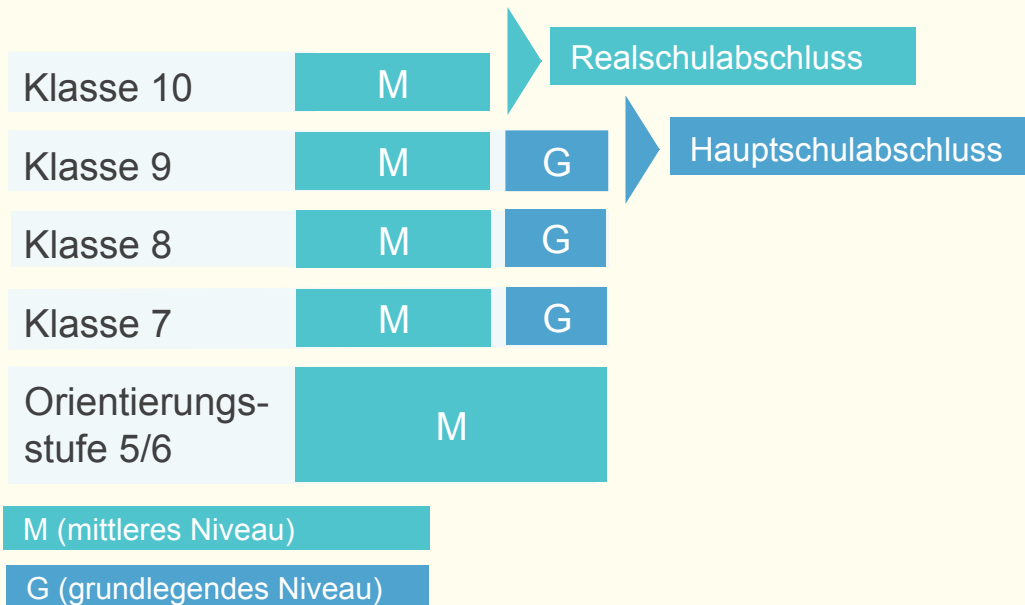 Realschulabschluss
Klasse 10 M
Hauptschulabschluss
Klasse 9 M G
Klasse 8 M G
Klasse 7 M G
Orientierungs-
stufe 5/6
M
M (mittleres Niveau)
G (grundlegendes Niveau)